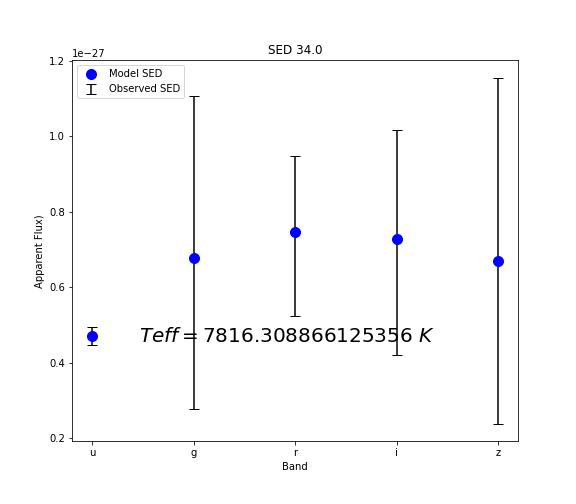 SED 34.0
1e−27
1.2
1.0
0.8
0.6
0.4
0.2
Apparent Flux)
Model SED
Observed SED
Teff = 7816.308866125356 K
u g r i z
Band